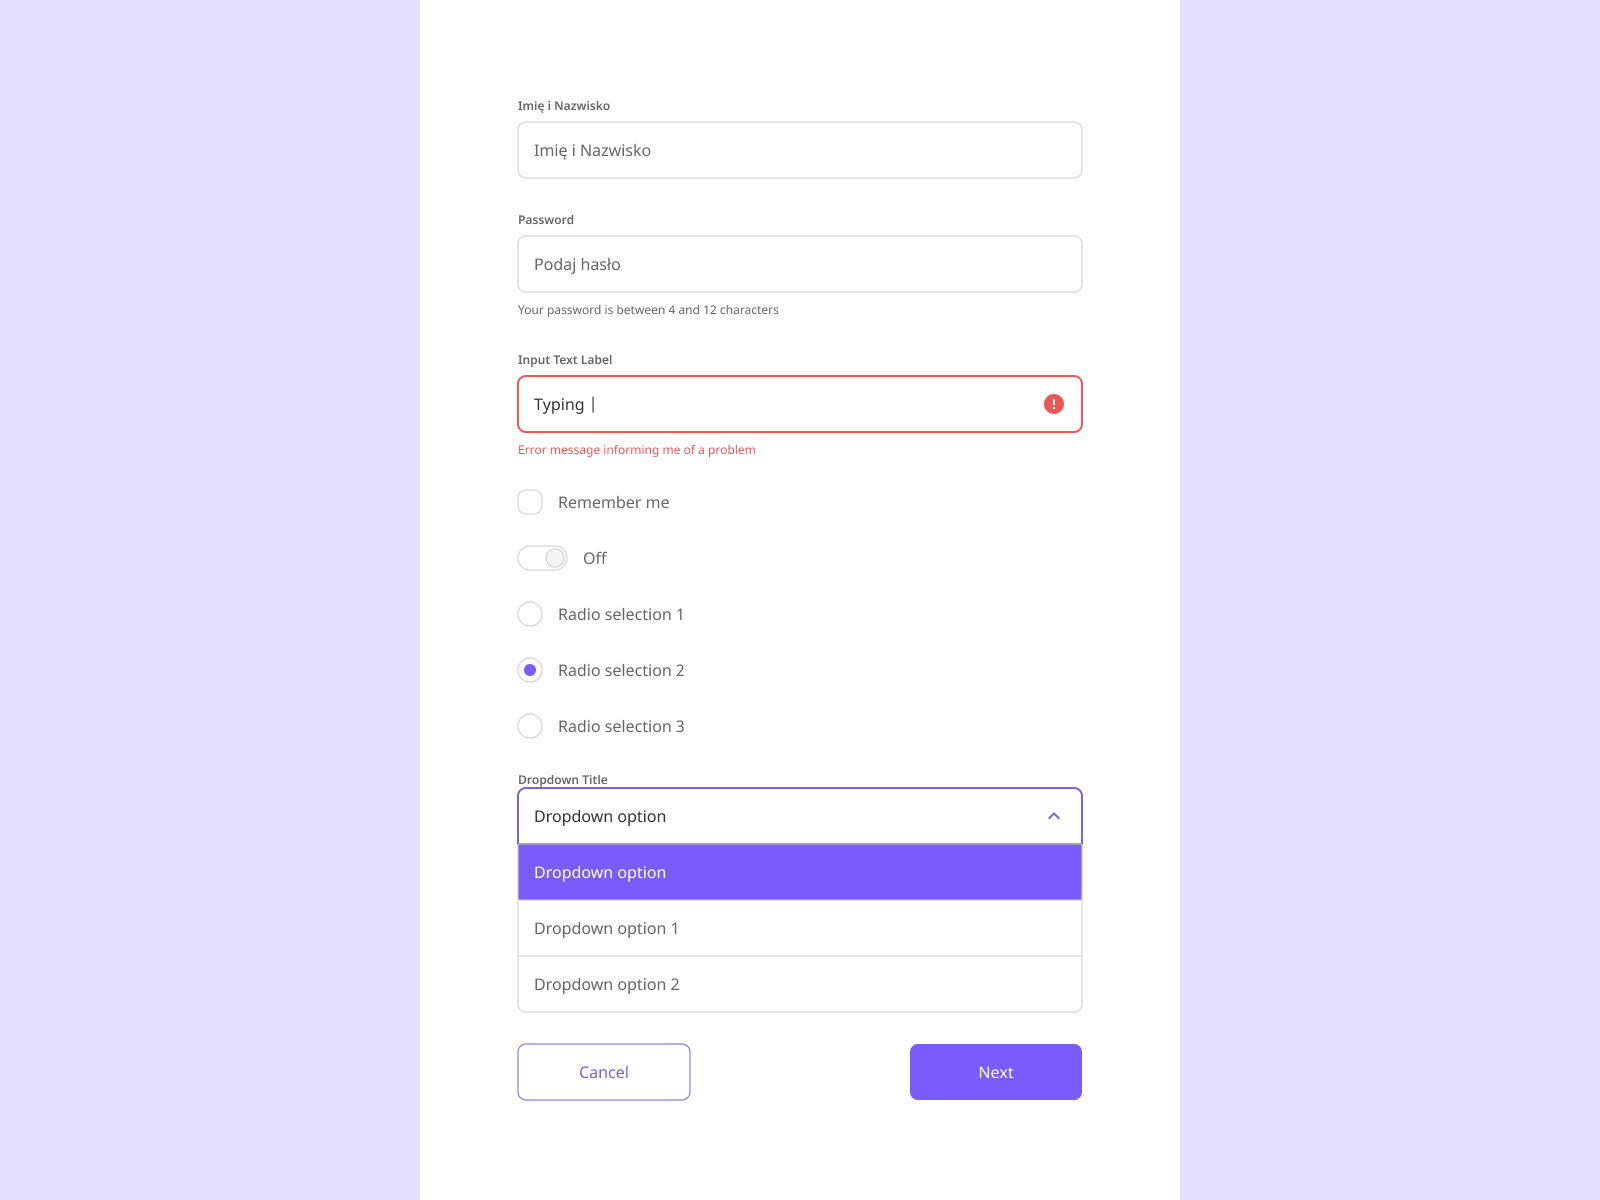 Imię i Nazwisko
Imię i Nazwisko
Password
Podaj hasło
Your password is between 4 and 12 characters
Input Text Label
Typing |
Error message informing me of a problem
Remember me
Off
Radio selection 1
Radio selection 2
Radio selection 3
Dropdown Title
Dropdown option
Dropdown option
Dropdown option 1
Dropdown option 2
Cancel
Next